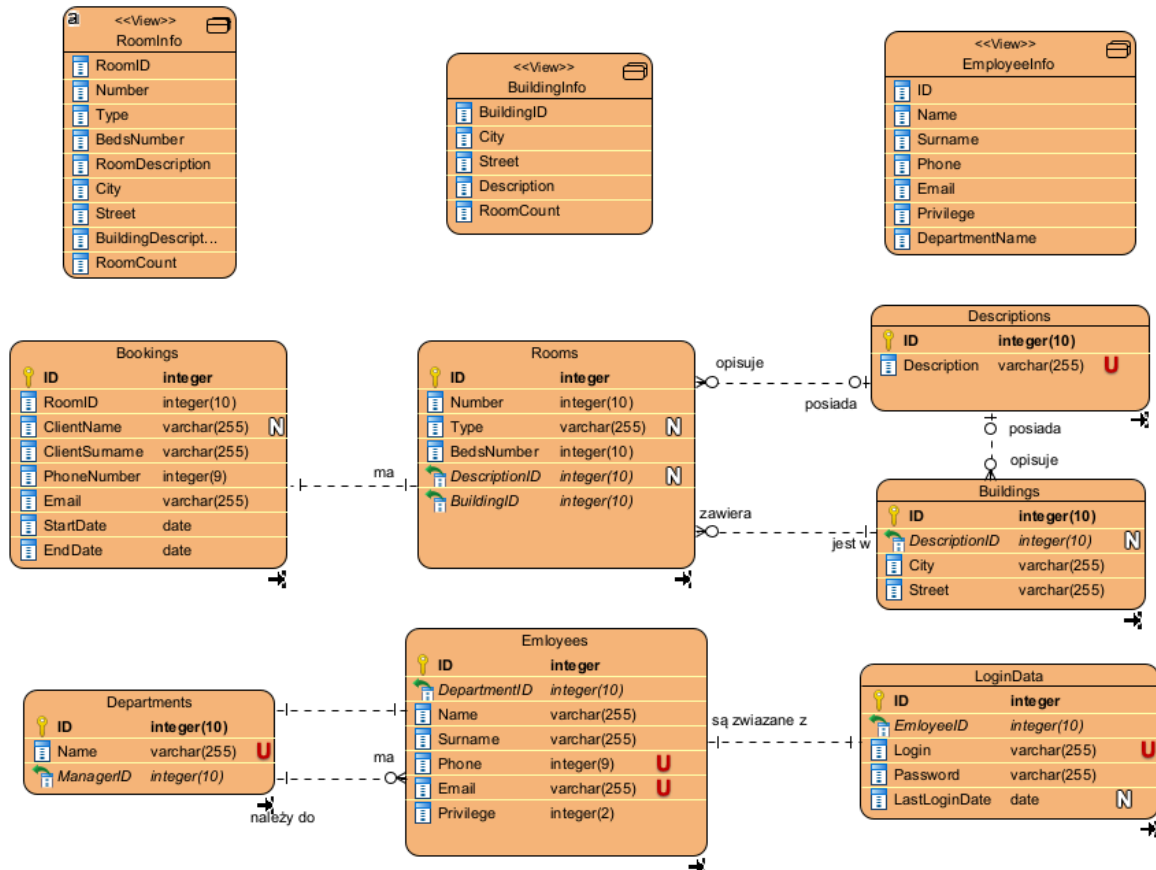 a
<<View>>
RoomInfo
RoomID
Number
Type
BedsNumber
RoomDescription
City
Street
BuildingDescript...
RoomCount
<<View>>
BuildingInfo
BuildingID
City
Street
Description
RoomCount
<<View>>
EmployeeInfo
ID
Name
Surname
Phone
Email
Privilege
DepartmentName
Bookings
ID integer
RoomID integer(10)
ClientName varchar(255) N
ClientSurname varchar(255)
PhoneNumber integer(9)
Email varchar(255)
StartDate date
EndDate date
ma
Rooms
ID integer
Number integer(10)
Type varchar(255) N
BedsNumber integer(10)
DescriptionID integer(10) N
BuildingID integer(10)
opisuje
posiada
Descriptions
ID integer(10)
Description varchar(255) U
posiada
opisuje
zawiera
jest w
Buildings
ID integer(10)
DescriptionID integer(10) N
City varchar(255)
Street varchar(255)
Departments
ID integer(10)
Name varchar(255) U
ManagerID integer(10)
ma
należy do
Emloyees
ID integer
DepartmentID integer(10)
Name varchar(255)
Surname varchar(255)
Phone integer(9) U
Email varchar(255) U
Privilege integer(2)
są zwiazane z
LoginData
ID integer
EmloyeeID integer(10)
Login varchar(255) U
Password varchar(255)
LastLoginDate date N